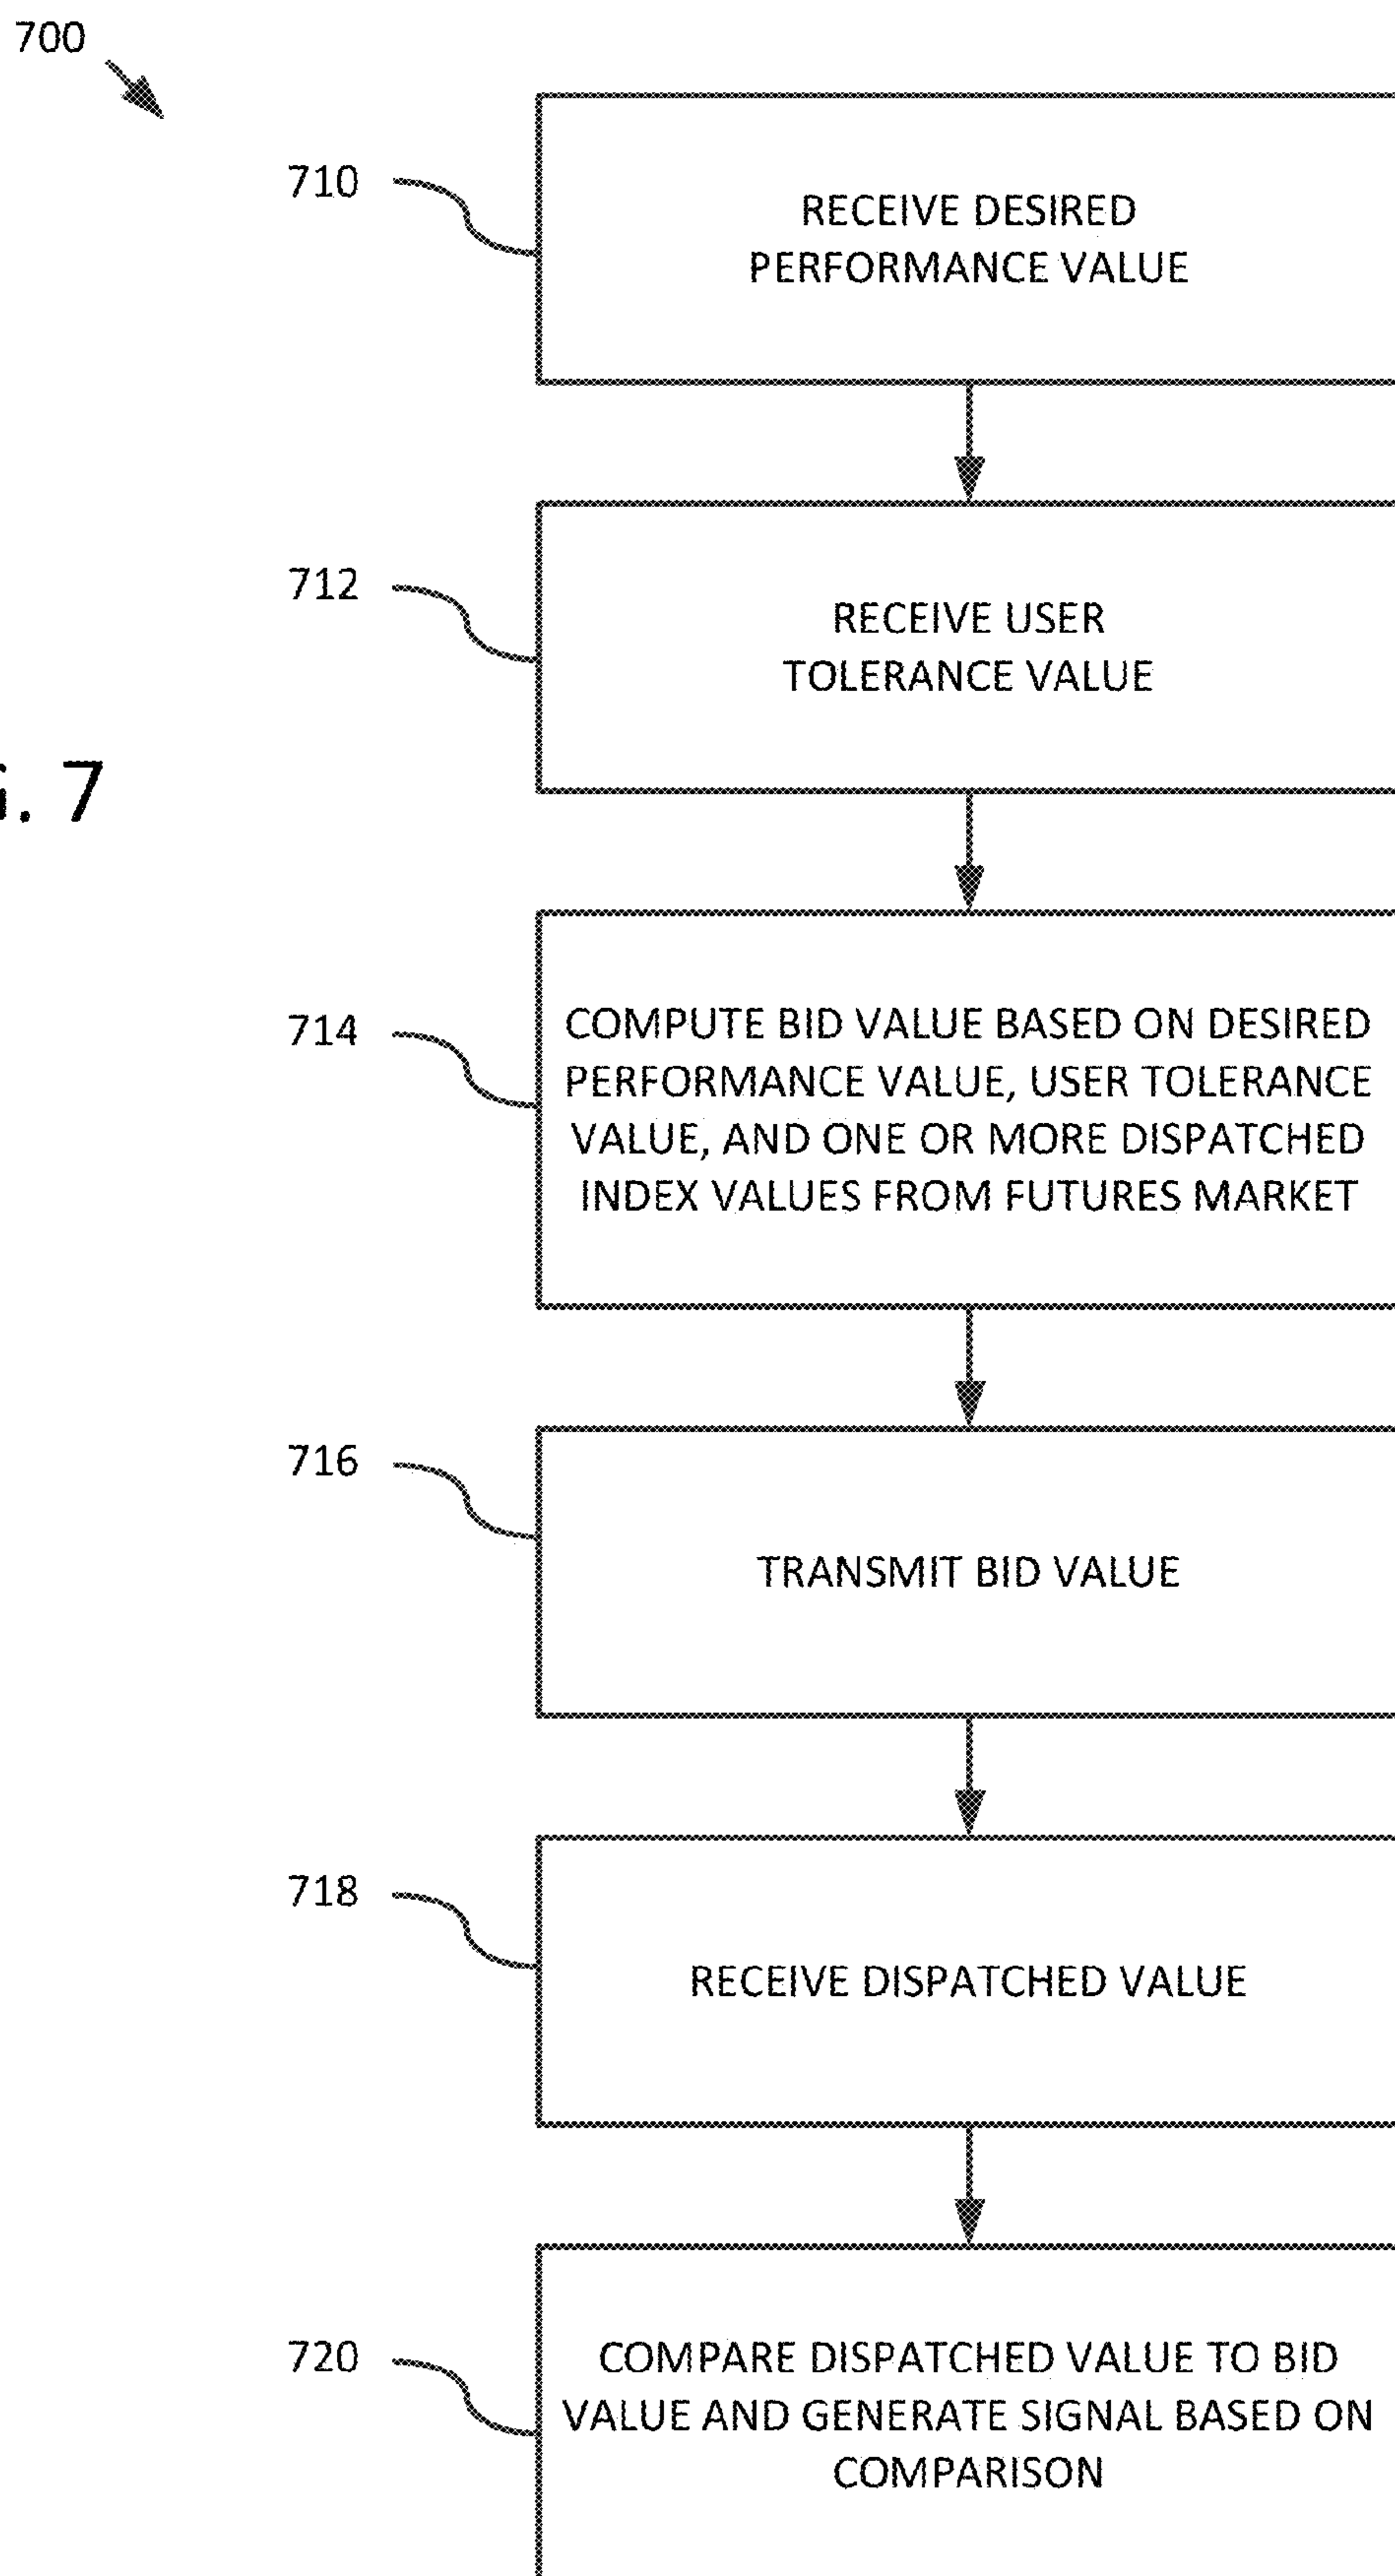 700
710
RECEIVE DESIRED
PERFORMANCE VALUE
712
RECEIVE USER
TOLERANCE VALUE
. 7
714
COMPUTE BID VALUE BASED ON DESIRED
PERFORMANCE VALUE, USER TOLERANCE
VALUE, AND ONE OR MORE DISPATCHED
INDEX VALUES FROM FUTURES MARKET
716
TRANSMIT BID VALUE
718
RECEIVE DISPATCHED VALUE
720
COMPARE DISPATCHED VALUE TO BID
VALUE AND GENERATE SIGNAL BASED ON
COMPARISON